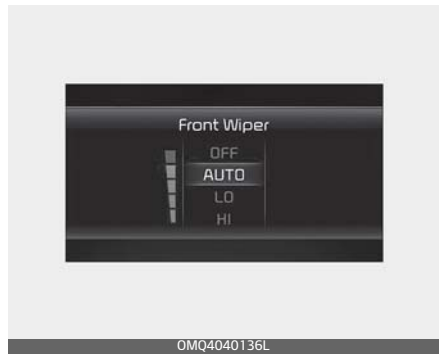 Front Wiper
OFF
AUTO
LO
HI
OMQ4040136L